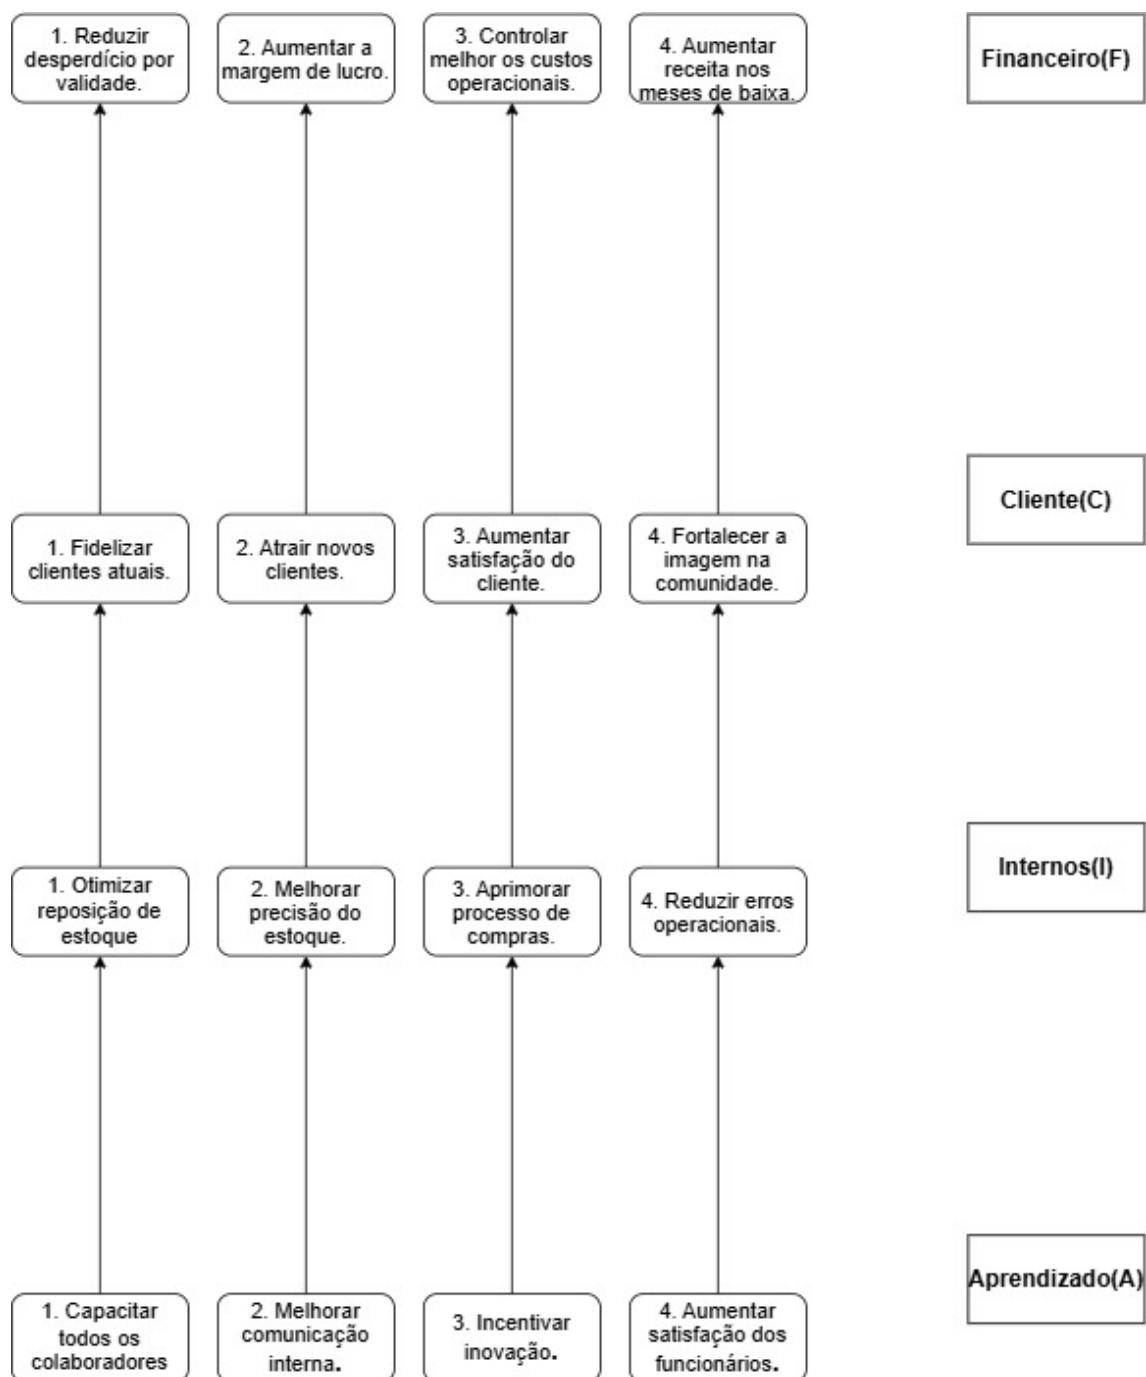 1. Reduzir
desperdício por
validade.
2. Aumentar a
margem de lucro.
3. Controlar
melhor os custos
operacionais.
4. Aumentar
receita nos
meses de baixa.
Financeiro(F)
1. Fidelizar
clientes atuais.
2. Atrair novos
clientes.
3. Aumentar
satisfação do
cliente.
4. Fortalecer a
imagem na
comunidade.
Cliente(C)
1. Otimizar
reposição de
estoque
2. Melhorar
precisão do
estoque.
3. Aprimorar
processo de
compras.
4. Reduzir erros
operacionais.
Internos(I)
1. Capacitar
todos os
colaboradores
2. Melhorar
comunicação
interna.
3. Incentivar
inovação.
4. Aumentar
satisfação dos
funcionários.
Aprendizado(A)